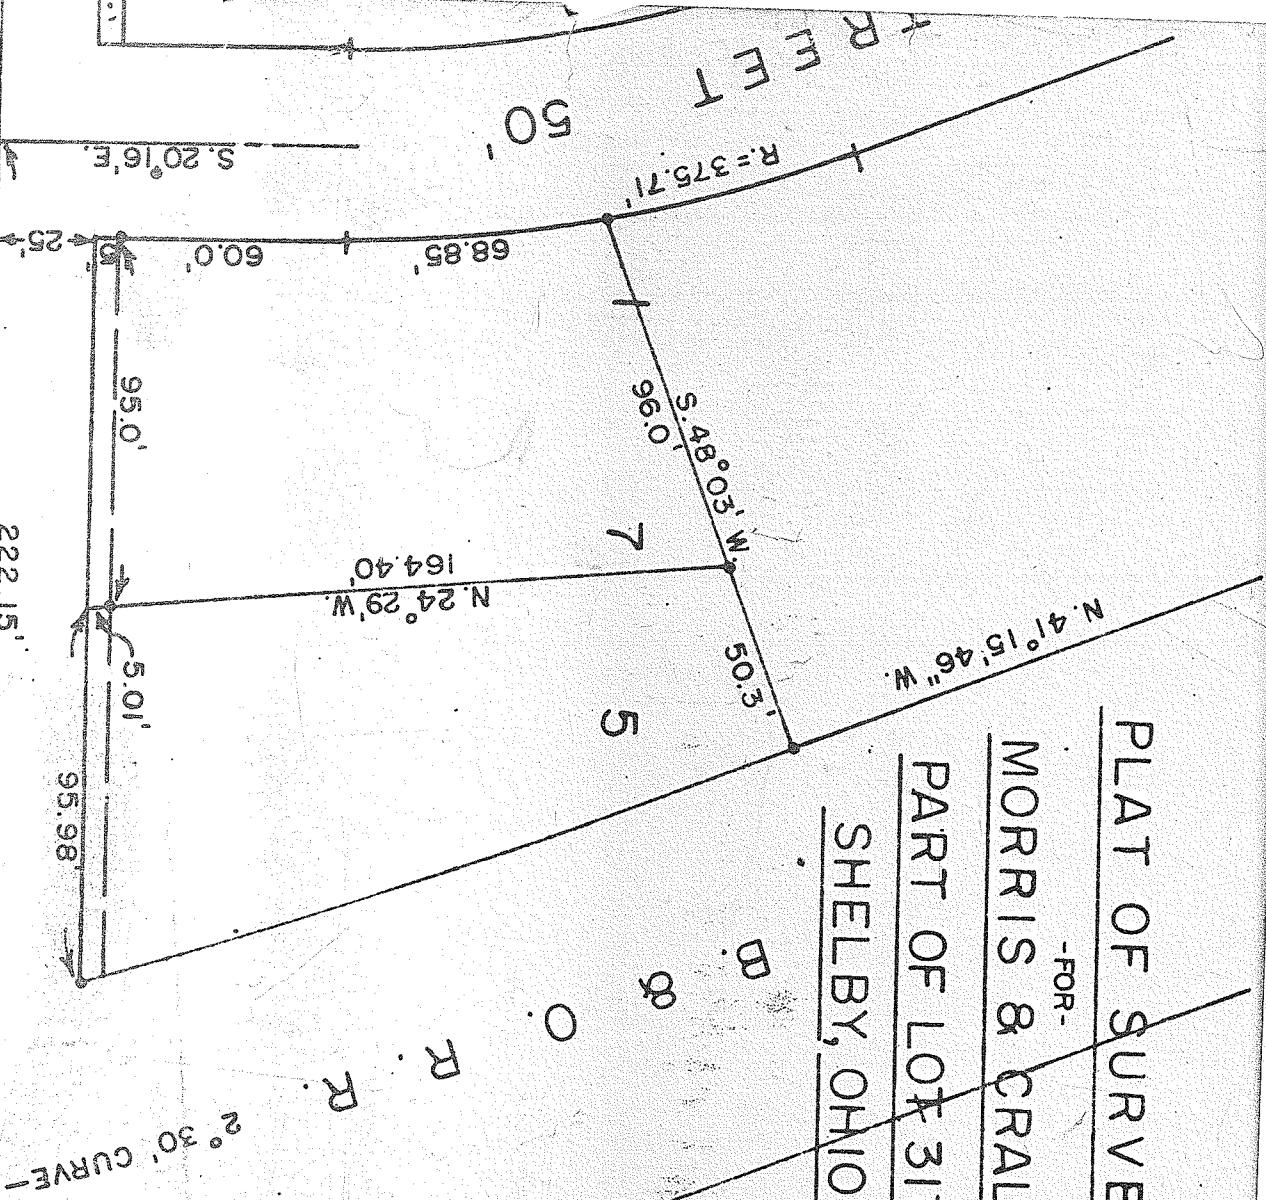 PLAT OF SURVE
-FOR-
MORRIS & CRAL
PART OF LOT 31
SHELBY, OHIO
TREET
50'
R.=375.71'
S. 20°16'E.
25'
5'
60.0'
68.85'
95.0'
96.0'
S. 48°03' W.
7
164.40'
N. 24°29'W.
222.15'
5.01'
50.3'
5
N. 41°15'46" W.
95.98'
B. & O. R. R.
2°30' CURVE